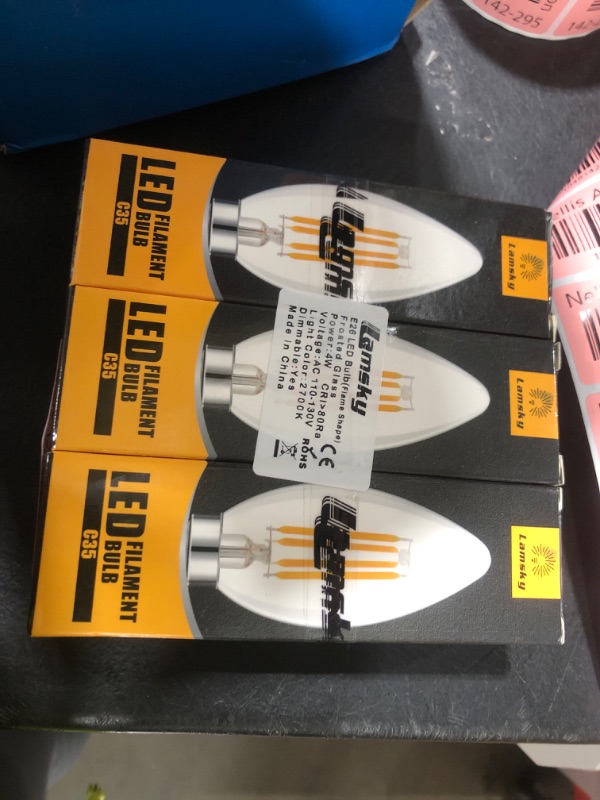 142-295
142
LED FILAMENT
BULB
C35
Lamsky
LED FILAMENT
BULB
C35
Lamsky
Lamsky
E26 LED Bulb(Flame Shape)
Frosted Glass
Power:4W CRI>80Ra
Voltage:AC 110-130V
Light Color:2700K
Dimmable:Yes
Made in China
CE
ROHS
LED FILAMENT
BULB
C35
Lamsky